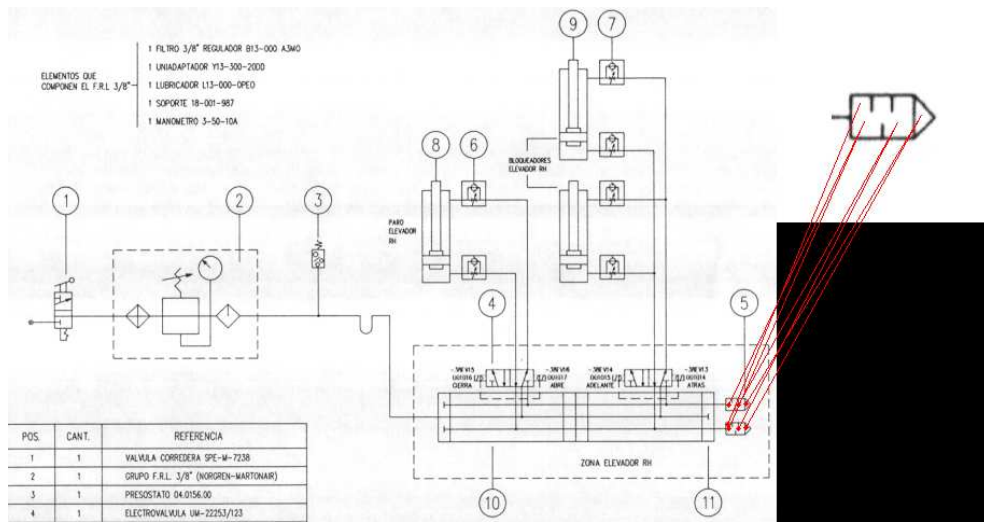 1 FILTRO 3/8" REGULADOR B13-000 A3MO
1 UNIADAPTOR Y13-300-20DD
ELEMENTOS QUE
COMPONEN EL F.R.L 3/8"
1 LUBRICADOR L13-000-OPEO
1 SOPORTE 18-001-987
1 MANOMETRO 3-50-10A
9
7
8
6
BLOQUEADORES
ELEVADOR RH
1
2
3
PARO
ELEVADOR
RH
4
5
CIERRA
ABRE
ADELANTE
ATRAS
ZONA ELEVADOR RH
10
11
POS. CANT. REFERENCIA
1 1 VALVULA CORREDERA SPE-M-7238
2 1 GRUPO F.R.L. 3/8" (NORGREN-MARTONAIR)
3 1 PRESOSTATO 04.0156.00
4 1 ELECTROVALVULA UM-22253/123